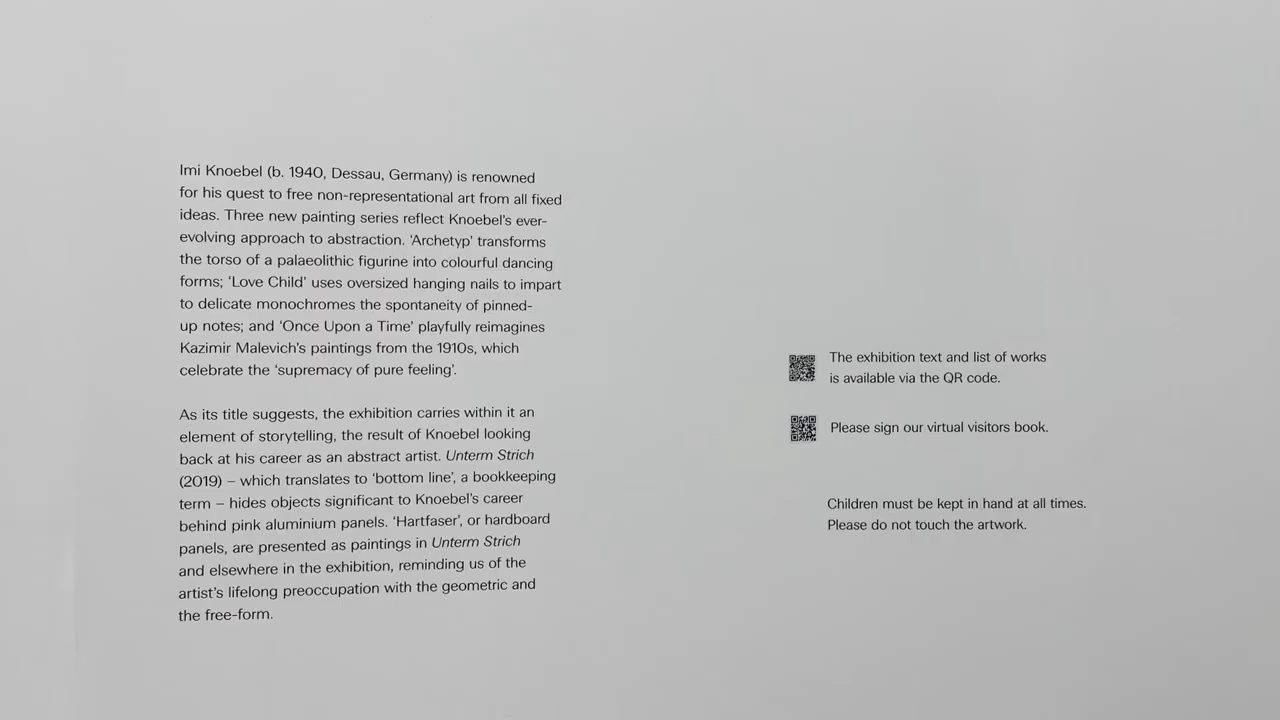 Imi Knoebel (b. 1940, Dessau, Germany) is renowned
for his quest to free non-representational art from all fixed
ideas. Three new painting series reflect Knoebel's ever-
evolving approach to abstraction. ‘Archetyp’ transforms
the torso of a palaeolithic figurine into colourful dancing
forms; ‘Love Child’ uses oversized hanging nails to impart
to delicate monochromes the spontaneity of pinned-
up notes; and ‘Once Upon a Time’ playfully reimagines
Kazimir Malevich's paintings from the 1910s, which
celebrate the ‘supremacy of pure feeling’.

As its title suggests, the exhibition carries within it an
element of storytelling, the result of Knoebel looking
back at his career as an abstract artist. Unterm Strich
(2019) – which translates to ‘bottom line’, a bookkeeping
term – hides objects significant to Knoebel's career
behind pink aluminium panels. ‘Hartfaser’, or hardboard
panels, are presented as paintings in Unterm Strich
and elsewhere in the exhibition, reminding us of the
artist's lifelong preoccupation with the geometric and
the free-form.

The exhibition text and list of works
is available via the QR code.

Please sign our virtual visitors book.

Children must be kept in hand at all times.
Please do not touch the artwork.